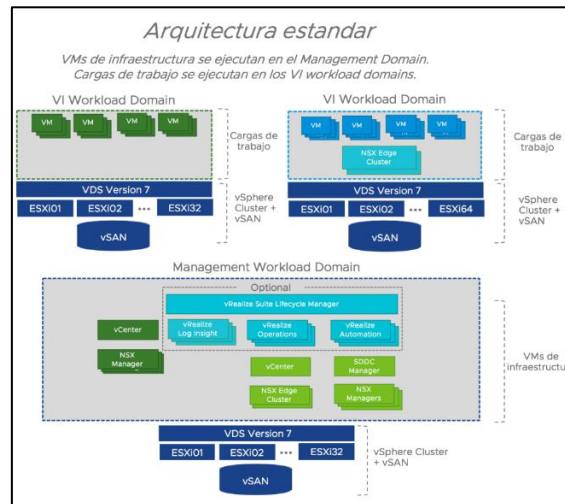 Arquitectura estandar
VMs de infraestructura se ejecutan en el Management Domain.
Cargas de trabajo se ejecutan en los VI workload domains.
VI Workload Domain
VM VM VM VM
Cargas de
trabajo
VDS Version 7
ESXi01 ESXi02 ••• ESXi32
vSAN
vSphere
Cluster +
vSAN
VI Workload Domain
VM VM VM VM
NSX Edge
Cluster
Cargas de
trabajo
VDS Version 7
ESXi01 ESXi02 ••• ESXi64
vSAN
vSphere
Cluster +
vSAN
Management Workload Domain
Optional
vRealize Suite Lifecycle Manager
vRealize
Log Insight
vRealize
Operations
vRealize
Automation
vCenter
NSX
Manager
vCenter
SDDC
Manager
NSX Edge
Cluster
NSX
Managers
VMs de
infraestructu
VDS Version 7
ESXi01 ESXi02 ••• ESXi32
vSAN
vSphere Cluster
+ vSAN